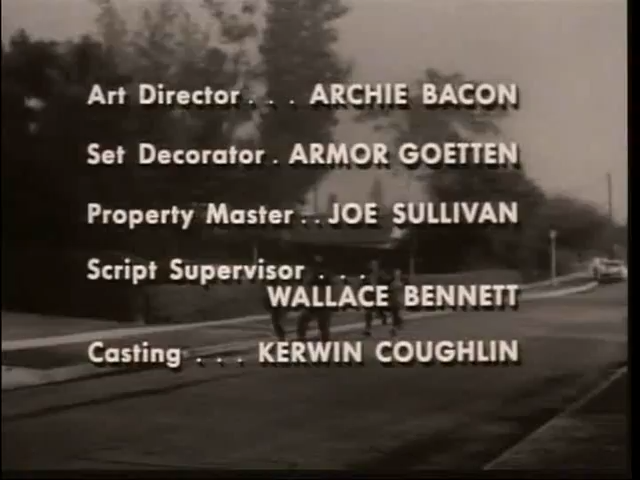 Art Director . . . ARCHIE BACON
Set Decorator . ARMOR GOETTEN
Property Master . . JOE SULLIVAN
Script Supervisor . . .
WALLACE BENNETT
Casting . . . KERWIN COUGHLIN